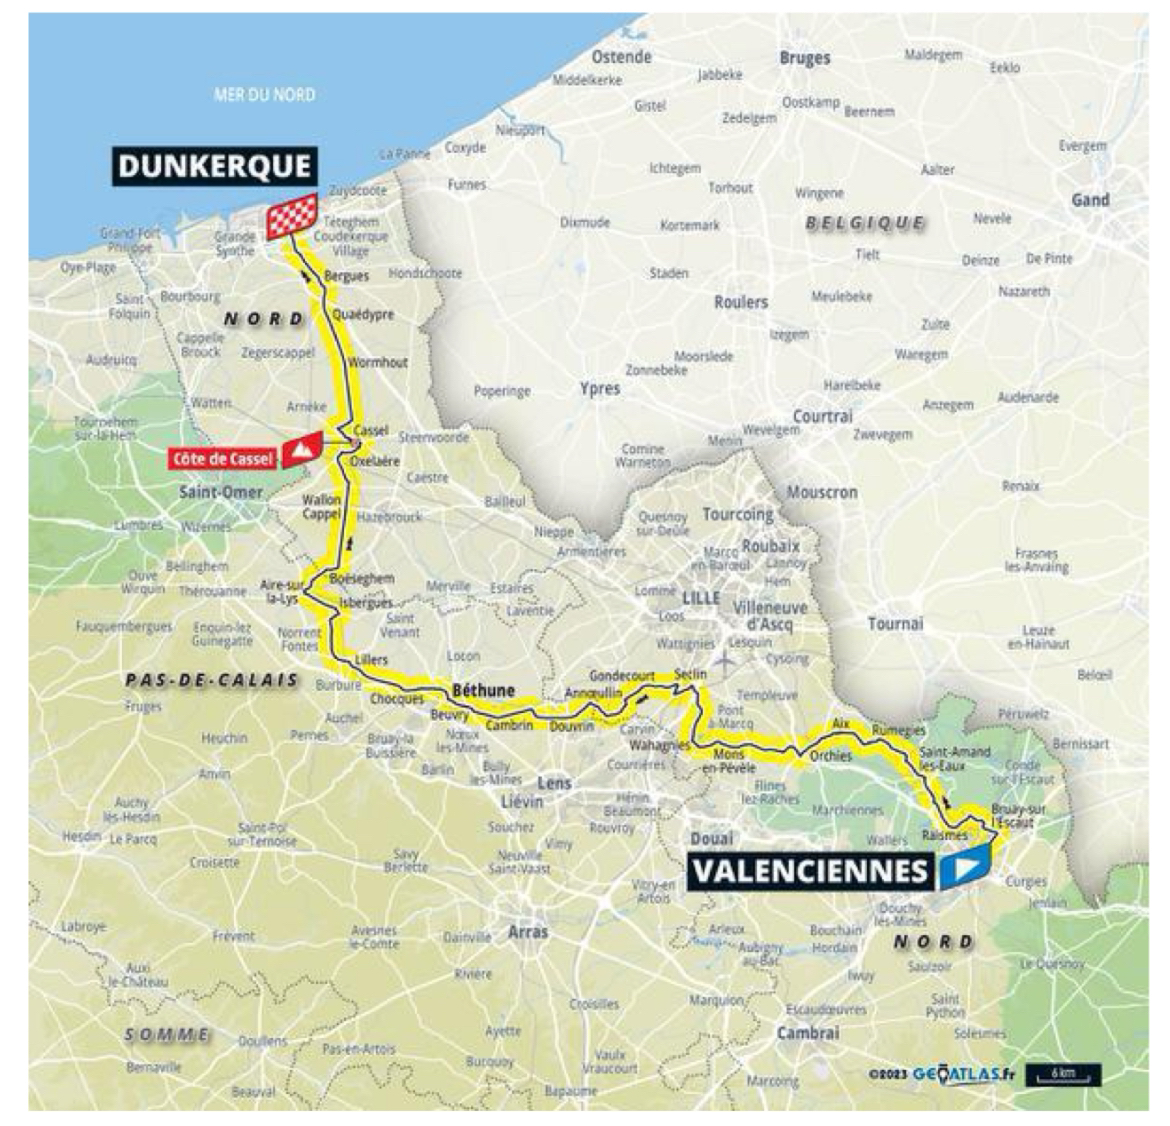 Ostende
Bruges
Maldegem
Eeklo
Middelkerke
Jabbeke
MER DU NORD
Gistel
Oostkamp
Beernem
Zedelgem
Nieuport
DUNKERQUE
La Panne
Coxyde
Evergem
Ichtegem
Aalter
Zuydcoote
Furnes
Torhout
Wingene
Gand
Téteghem
Coudekerque
Village
Dixmude
Kortemark
BELGIQUE
Nevele
Grand-Fort
Philippe
Grande
Synthe
Tielt
Deinze
De Pinte
Oye-Plage
Bergues
Hondschoote
Staden
Saint
Folquin
Bourbourg
Roulers
Meulebeke
Nazareth
NORD
Quaëdypre
Izegem
Zulte
Cappelle
Brouck
Zegerscappel
Audruicq
Wormhout
Moorslede
Zonnebeke
Waregem
Poperinge
Ypres
Harelbeke
Audenarde
Watten
Arnèke
Anzegem
Courtrai
Tournehem
sur-la-Hem
Cassel
Steenvoorde
Wevelgem
Menin
Zwevegem
Côte de Cassel
Oxelaëre
Comine
Warneton
Caestre
Saint-Omer
Mouscron
Renaix
Wallon
Cappel
Hazebrouck
Bailleul
Quesnoy
sur-Deûle
Tourcoing
Lumbres
Wizernes
Nieppe
Armentières
Marcq
en-Barœul
Roubaix
Lannoy
Frasnes
les-Anvaing
Bellinghem
Ouve
Wirquin
Thérouanne
Aire-sur
la-Lys
Boëseghem
Merville
Estaires
Hem
Lomme
LILLE
Isbergues
Laventie
Loos
Villeneuve
d'Ascq
Tournai
Fauquembergues
Enquin-lez
Guinegatte
Norrent
Fontes
Saint
Venant
Wattignies
Lesquin
Leuze
en-Hainaut
Lillers
Locon
Cysoing
PAS-DE-CALAIS
Burbure
Béthune
Gondecourt
Seclin
Belœil
Fruges
Chocques
Annœullin
Templeuve
Auchel
Beuvry
Cambrin
Douvrin
Carvin
Pont
à-Marcq
Aix
Rumegies
Péruwelz
Heuchin
Pernes
Bruay-la
Buissière
Nœux
lès-Mines
Wahagnies
Mons
en-Pévèle
Orchies
Saint-Amand
les-Eaux
Bernissart
Anvin
Barlin
Bully
les-Mines
Lens
Courrières
Condé
sur-l'Escaut
Flines
lez-Raches
Auchy
lès-Hesdin
Liévin
Hénin
Beaumont
Marchiennes
Bruay-sur
l'Escaut
Hesdin
Le Parcq
Saint-Pol
sur-Ternoise
Souchez
Rouvroy
Douai
Wallers
Raismes
Vimy
Croisette
Savy
Berlette
Neuville
Saint-Vaast
VALENCIENNES
Vitry-en
Artois
Curgies
Jenlain
Douchy
les-Mines
Labroye
Frévent
Avesnes
le-Comte
Dainville
Arras
Arleux
Bouchain
Hordain
NORD
Aubigny
au-Bac
Auxi
le-Château
Rivière
Iwuy
Saulzoir
Le Quesnoy
Croisilles
Marquion
Escaudœuvres
Saint
Python
SOMME
Doullens
Ayette
Cambrai
Solesmes
Pas-en-Artois
Bernaville
Bucquoy
Vaulx
Vraucourt
©2023 GEOATLAS.fr
6 km
Beauval
Bapaume
Marcoing